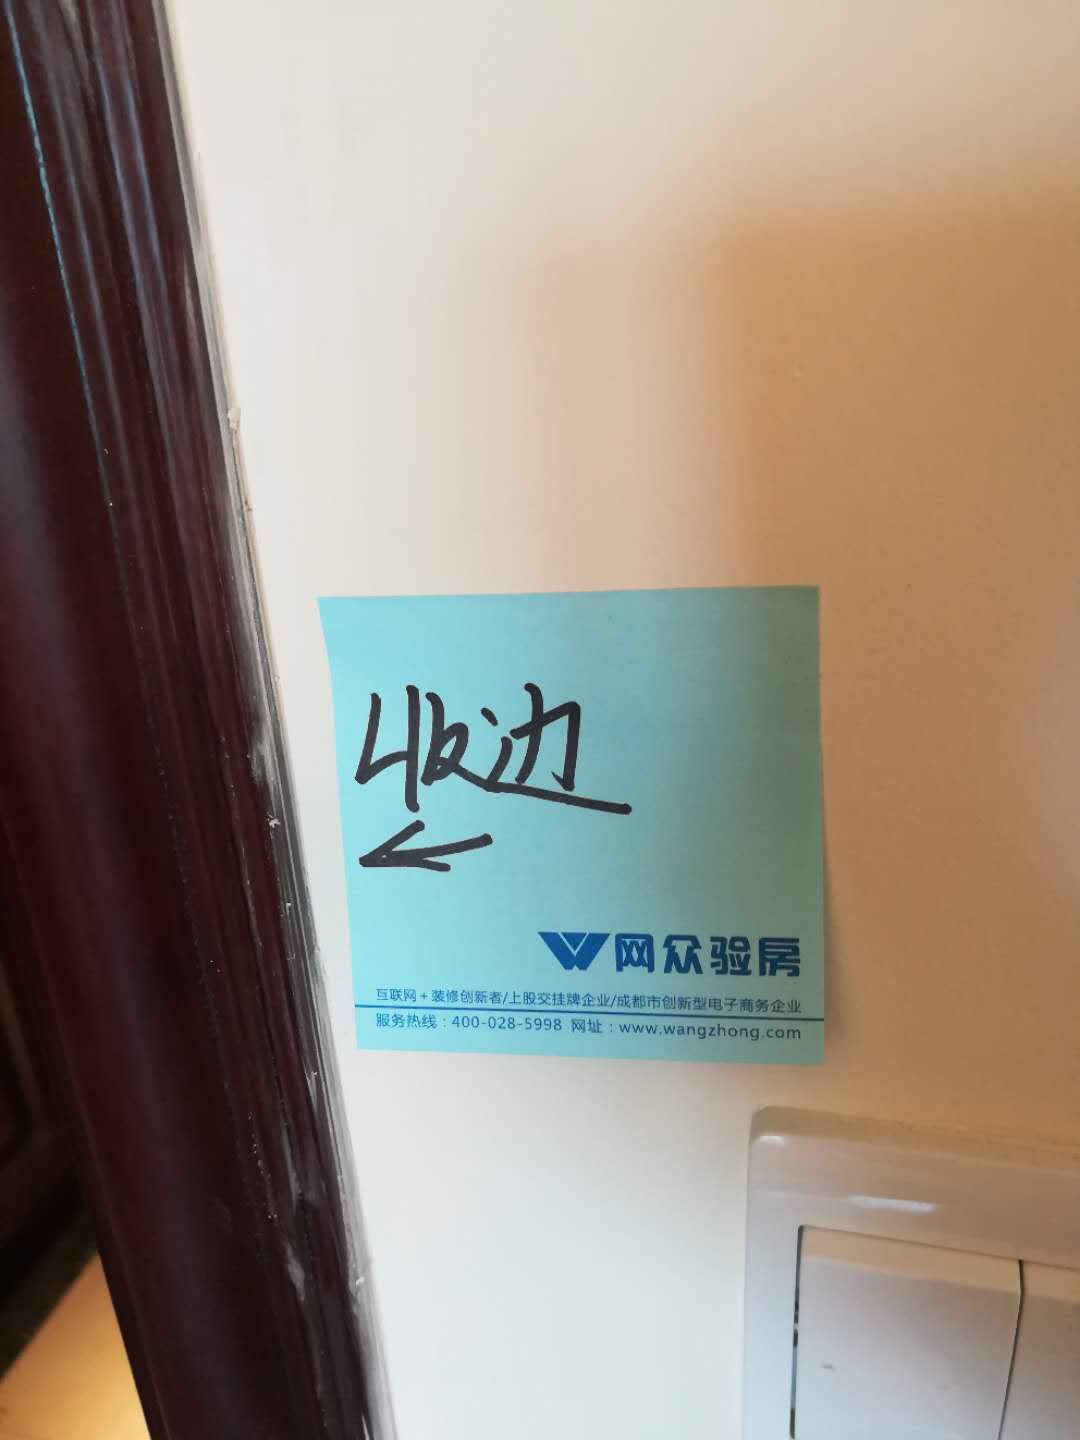 收边
网众验房
互联网+装修创新者/上股交挂牌企业/成都市创新型电子商务企业
服务热线：400-028-5998 网址：www.wangzhong.com